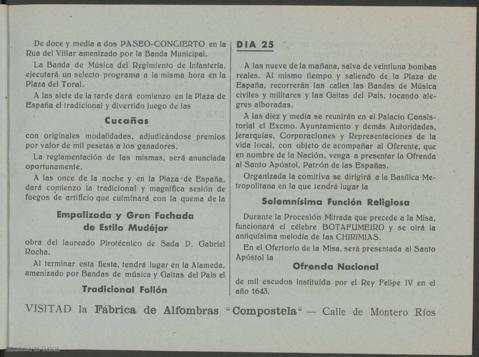 De doce y media a dos PASEO-CONCIERTO en la
Rua del Villar amenizado por la Banda Municipal.
La Banda de Música del Rygimiento de Infantería,
ejecutará un selecto programa a la misma hora en la
Plaza del Toral.
A las siete de la tarde dará comienzo en la Plaza de
España el tradicional y divertido juego de las
Cucañas
con originales modalidades, adjudicándose premios
por valor de mil pesetas a los ganadores.
La reglamentación de las mismas, será anunciada
oportunamente.
A las once de la noche y en la Plaza de España,
dará comienzo la tradicional y magnífica sesión de
fuegos de artificio que culminará con la quema de la
Empalizada y Gran Fachada
de Estilo Mudéjar
obra del laureado Pirotécnico de Sada D. Gabriel
Rocha.
Al terminar esta fiesta, tendrá lugar en la Alameda,
amenizado por Bandas de música y Gaitas del País el
Tradicional Folión
DIA 25
A las nueve de la mañana, salva de veintiuna bombas
reales. Al mismo tiempo y saliendo de la Plaza de
España, recorrerán las calles las Bandas de Música
civiles y militares y las Gaitas del País, tocando ale-
gres alboradas.
A las diez y media se reunirán en el Palacio Consis-
torial el Excmo. Ayuntamiento y demás Autoridades,
Jerarquías, Corporaciones y Representaciones de la
vida local, con objeto de acompañar al Oferente, que
en nombre de la Nación, venga a presentar la Ofrenda
al Santo Apóstol, Patrón de las Españas.
Organizada la comitiva se dirigirá a la Basílica Me-
tropolitana en la que tendrá lugar la
Solemnísima Función Religiosa
Durante la Procesión Mitrada que precede a la Misa,
funcionará el célebre BOTAFUMEIRO y se oirá la
antiquísima melodía de las CHIRIMIAS.
En el Ofertorio de la Misa, será presentada al Santo
Apóstol la
Ofrenda Nacional
de mil escudos instituída por el Rey Felipe IV en el
año 1643.
VISITAD la Fábrica de Alfombras "Compostela" — Calle de Montero Ríos